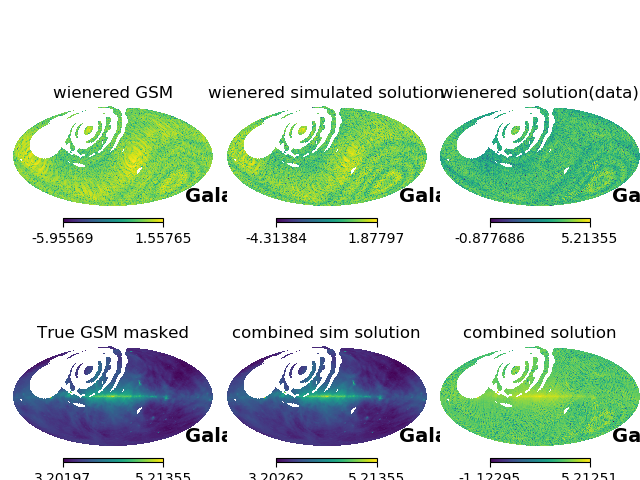 wienered GSM
wienered simulated solution
wienered solution(data)
Gala
Gala
Ga
-5.95569 1.55765
-4.31384 1.87797
-0.877686 5.21355
True GSM masked
combined sim solution
combined solution
Gala
Gala
Ga
3.20197 5.21355
3.20262 5.21355
-1.12295 5.21251